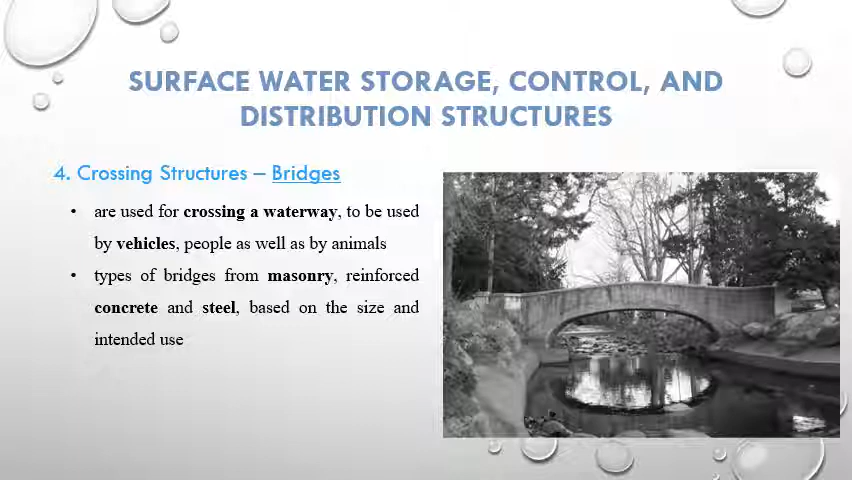 SURFACE WATER STORAGE, CONTROL, AND
DISTRIBUTION STRUCTURES
4. Crossing Structures – Bridges
• are used for crossing a waterway, to be used
by vehicles, people as well as by animals
• types of bridges from masonry, reinforced
concrete and steel, based on the size and
intended use